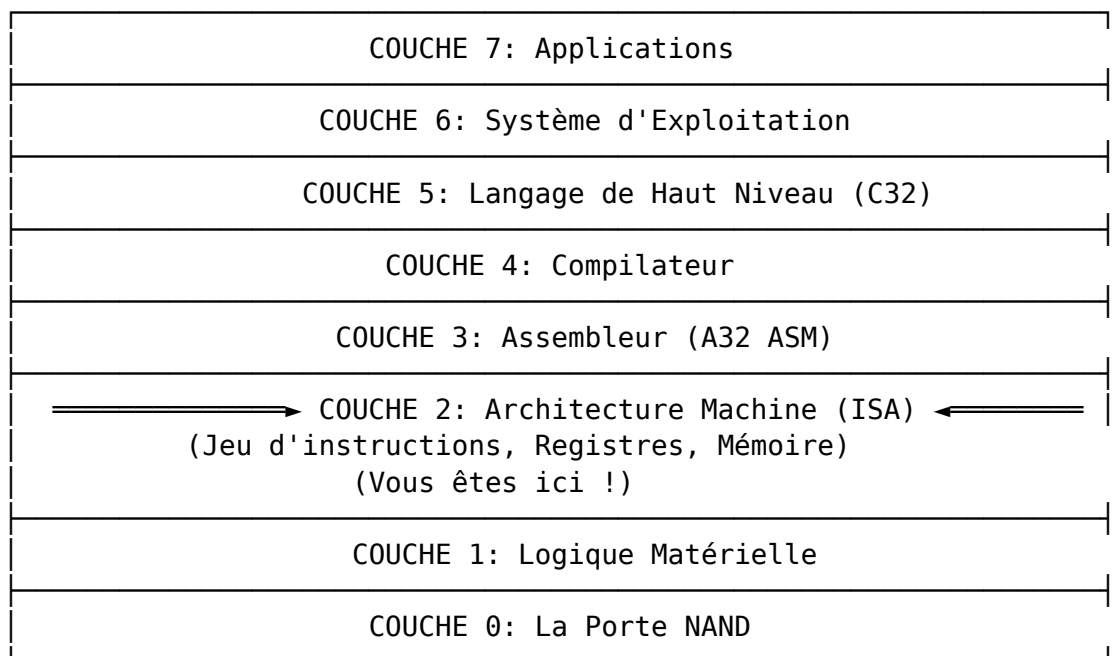 COUCHE 7: Applications
COUCHE 6: Système d'Exploitation
COUCHE 5: Langage de Haut Niveau (C32)
COUCHE 4: Compilateur
COUCHE 3: Assembleur (A32 ASM)
COUCHE 2: Architecture Machine (ISA)
(Jeu d'instructions, Registres, Mémoire)
(Vous êtes ici !)
COUCHE 1: Logique Matérielle
COUCHE 0: La Porte NAND